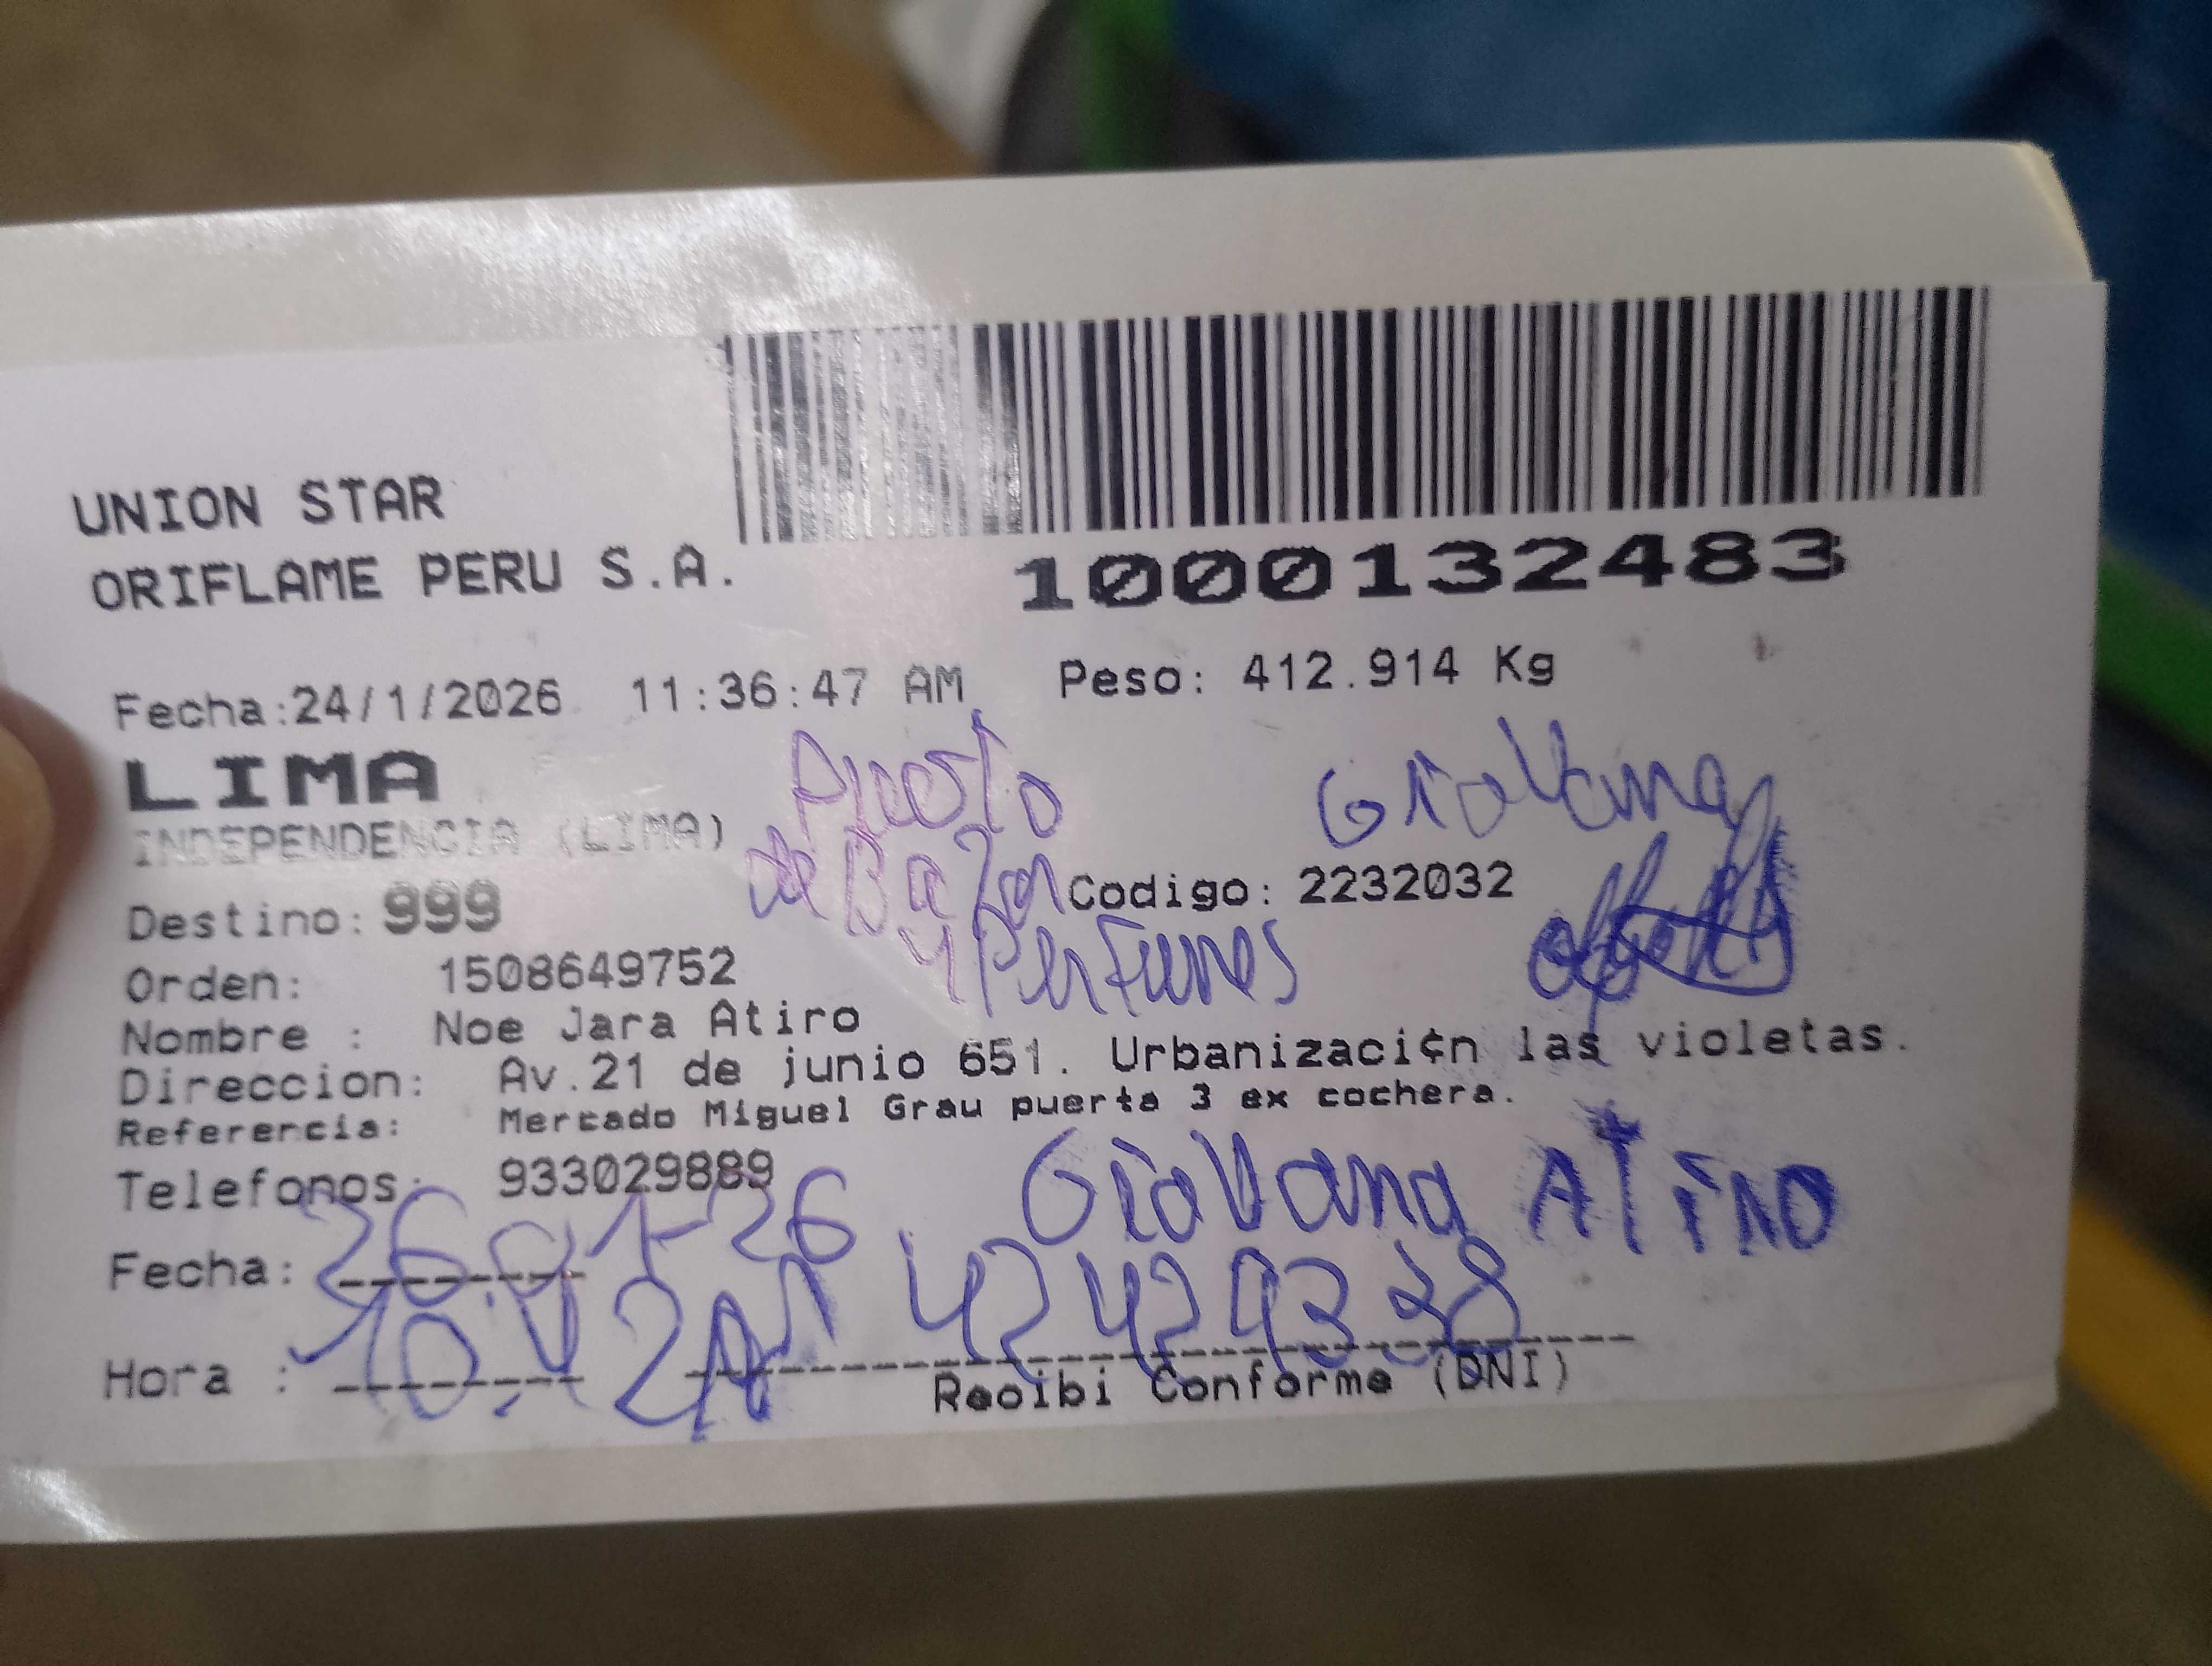 UNION STAR
ORIFLAME PERU S.A.
1000132483
Fecha:24/1/2026 11:36:47 AM Peso: 412.914 Kg
LIMA
Puesto
Giovana
INDEPENDENCIA (LIMA)
de Bazar
Codigo: 2232032
Destino: 999
y Perfumes
Orden: 1508649752
Nombre : Noe Jara Atiro
Direccion: Av.21 de junio 651. Urbanizaci¢n las violetas.
Referencia: Mercado Miguel Grau puerta 3 ex cochera.
Telefonos: 933029889
Giovana Atiro
Fecha: 26-01-26
Hora :
Recibi Conforme (DNI)